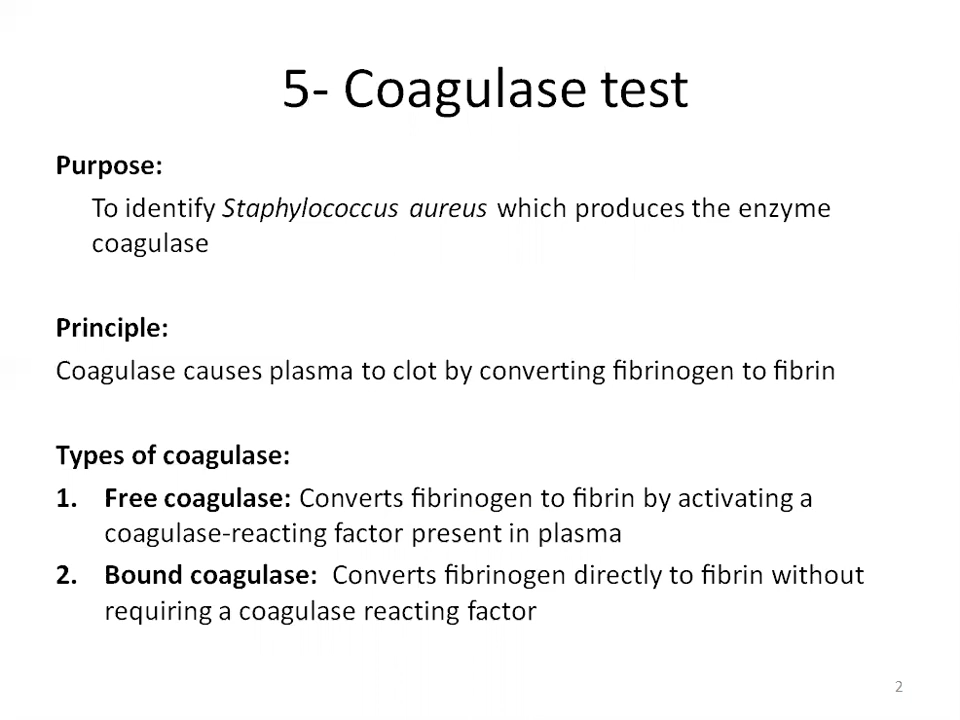 5- Coagulase test
Purpose:
To identify Staphylococcus aureus which produces the enzyme
coagulase
Principle:
Coagulase causes plasma to clot by converting fibrinogen to fibrin
Types of coagulase:
1. Free coagulase: Converts fibrinogen to fibrin by activating a
coagulase-reacting factor present in plasma
2. Bound coagulase: Converts fibrinogen directly to fibrin without
requiring a coagulase reacting factor
2